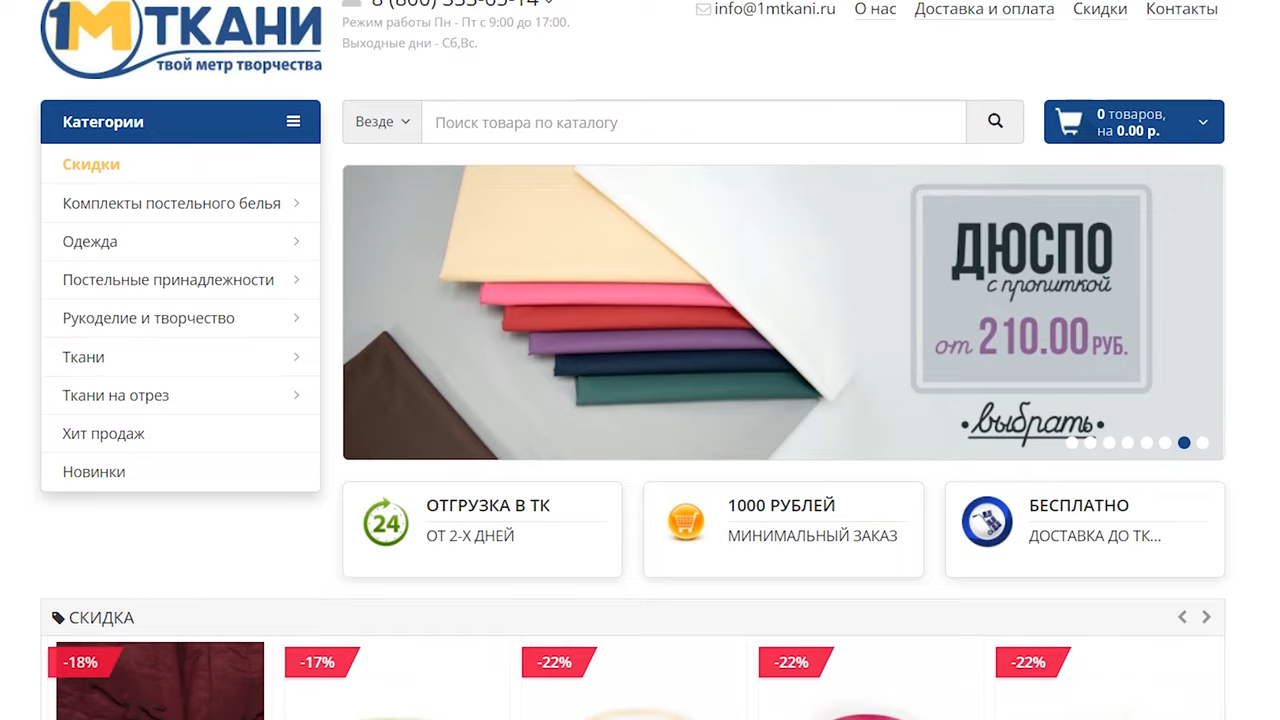 1М ТКАНИ
твой метр творчества
Режим работы Пн - Пт с 9:00 до 17:00.
Выходные дни - Сб,Вс.
info@1mtkani.ru
О нас
Доставка и оплата
Скидки
Контакты
Категории
Везде
Поиск товара по каталогу
0 товаров,
на 0.00 р.
Скидки
Комплекты постельного белья
Одежда
Постельные принадлежности
Рукоделие и творчество
Ткани
Ткани на отрез
Хит продаж
Новинки
ДЮСПО
с пропиткой
от 210.00 РУБ.
•выбрать•
24
ОТГРУЗКА В ТК
ОТ 2-Х ДНЕЙ
1000 РУБЛЕЙ
МИНИМАЛЬНЫЙ ЗАКАЗ
БЕСПЛАТНО
ДОСТАВКА ДО ТК...
СКИДКА
-18%
-17%
-22%
-22%
-22%